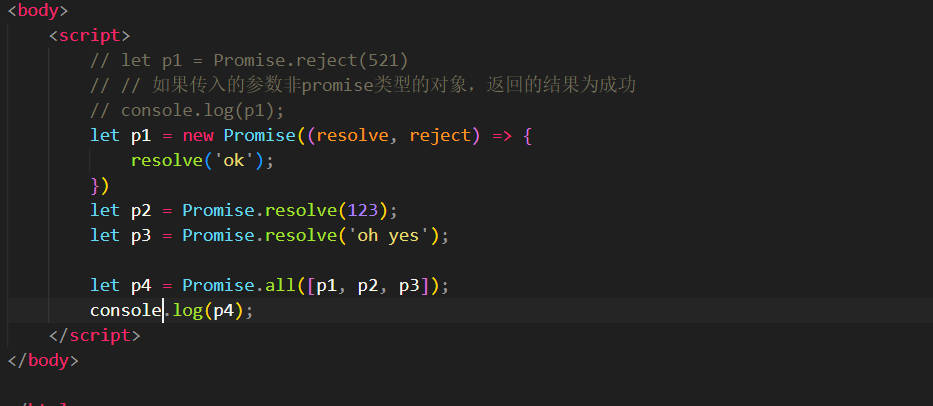 <body>
<script>
// let p1 = Promise.reject(521)
// // 如果传入的参数非promise类型的对象，返回的结果为成功
// console.log(p1);
let p1 = new Promise((resolve, reject) => {
resolve('ok');
})
let p2 = Promise.resolve(123);
let p3 = Promise.resolve('oh yes');
let p4 = Promise.all([p1, p2, p3]);
console.log(p4);
</script>
</body>